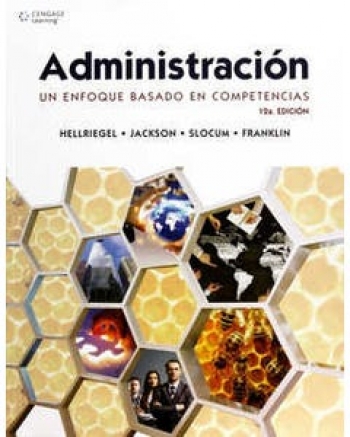 CENGAGE
Learning
Administración
UN ENFOQUE BASADO EN COMPETENCIAS
12a. EDICIÓN
HELLRIEGEL • JACKSON • SLOCUM • FRANKLIN